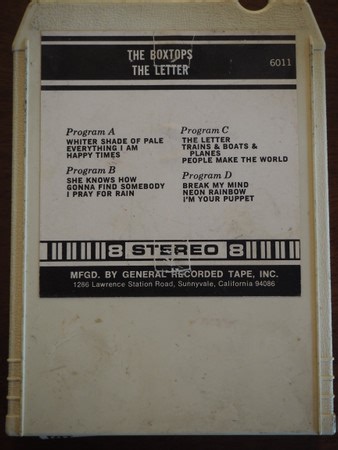 THE BOXTOPS
THE LETTER
6011
Program A
WHITER SHADE OF PALE
EVERYTHING I AM
HAPPY TIMES
Program B
SHE KNOWS HOW
GONNA FIND SOMEBODY
I PRAY FOR RAIN
Program C
THE LETTER
TRAINS & BOATS &
PLANES
PEOPLE MAKE THE WORLD
Program D
BREAK MY MIND
NEON RAINBOW
I'M YOUR PUPPET
8 STEREO 8
MFGD. BY GENERAL RECORDED TAPE, INC.
1286 Lawrence Station Road, Sunnyvale, California 94086